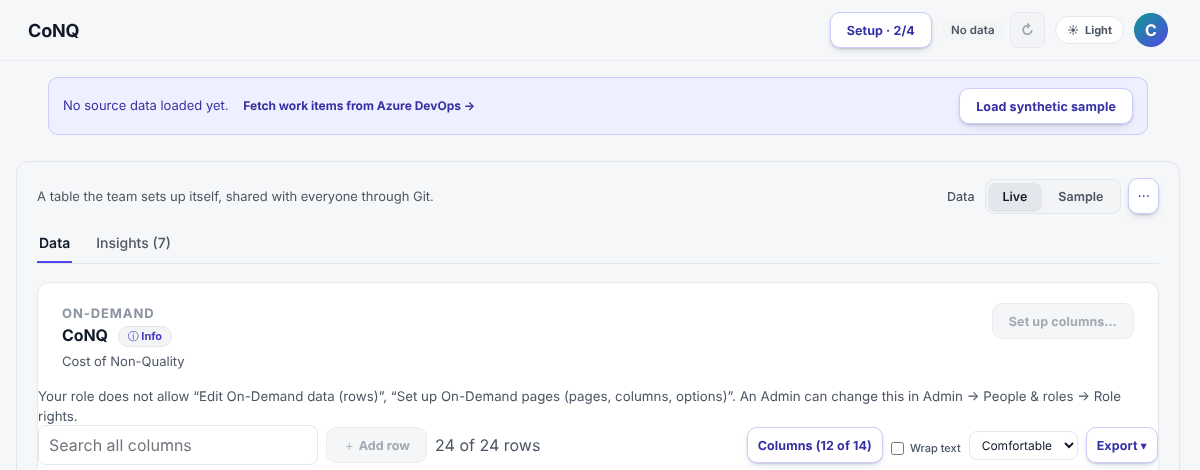 CoNQ
Setup · 2/4
No data
Light
C
No source data loaded yet. Fetch work items from Azure DevOps →
Load synthetic sample
A table the team sets up itself, shared with everyone through Git.
Data
Live
Sample
...
Data
Insights (7)
ON-DEMAND
CoNQ
ⓘ Info
Set up columns...
Cost of Non-Quality
Your role does not allow “Edit On-Demand data (rows)”, “Set up On-Demand pages (pages, columns, options)”. An Admin can change this in Admin → People & roles → Role
rights.
Search all columns
+ Add row
24 of 24 rows
Columns (12 of 14)
Wrap text
Comfortable
Export ▾